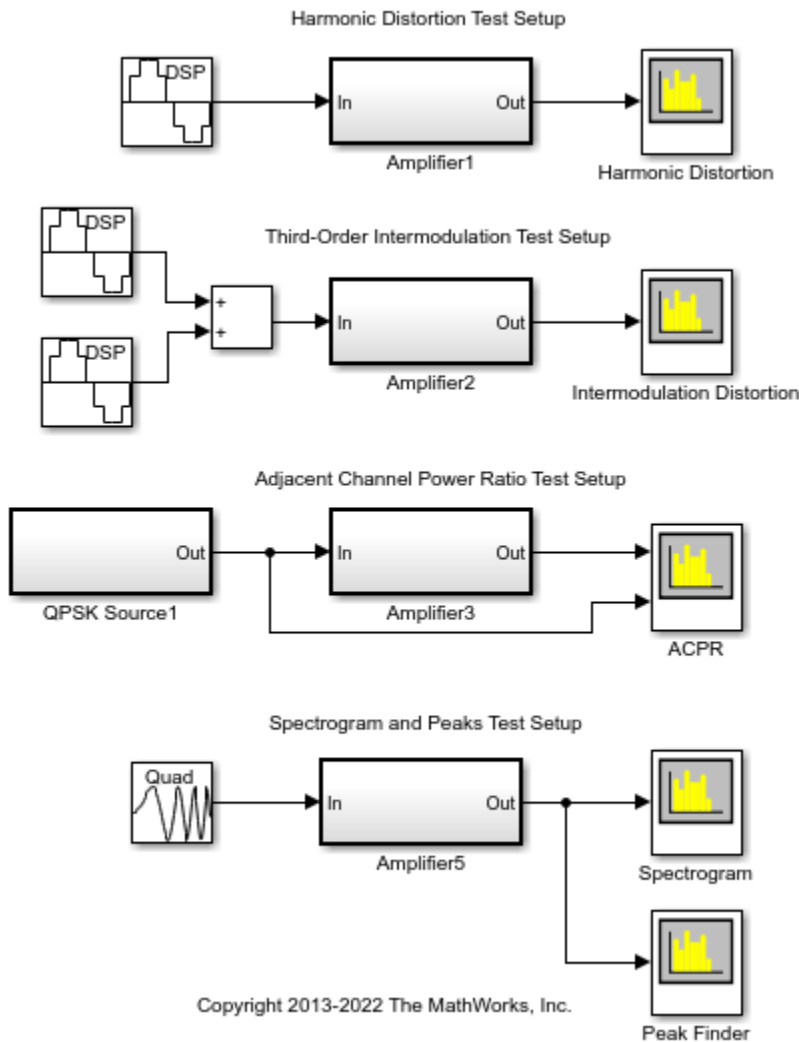 Harmonic Distortion Test Setup
DSP
In
Out
Amplifier1
Harmonic Distortion
DSP
Third-Order Intermodulation Test Setup
+
+
In
Out
DSP
Amplifier2
Intermodulation Distortion
Adjacent Channel Power Ratio Test Setup
Out
In
Out
QPSK Source1
Amplifier3
ACPR
Spectrogram and Peaks Test Setup
Quad
In
Out
Amplifier5
Spectrogram
Copyright 2013-2022 The MathWorks, Inc.
Peak Finder